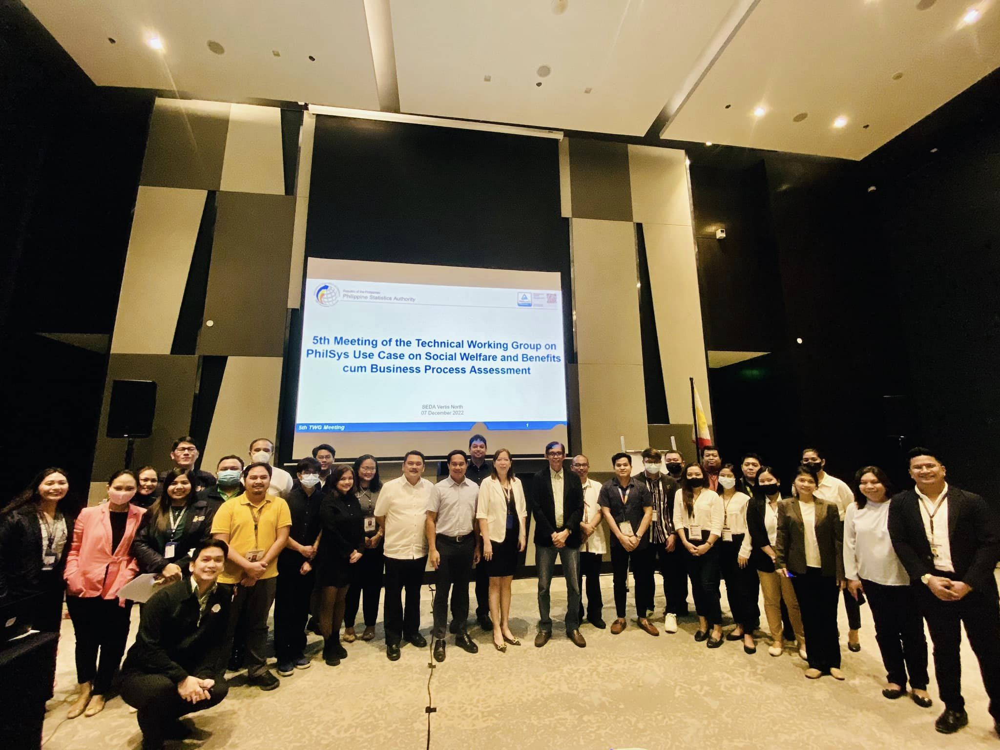 Republic of the Philippines
Philippine Statistics Authority
5th Meeting of the Technical Working Group on
PhilSys Use Case on Social Welfare and Benefits
cum Business Process Assessment
SEDA Vertis North
07 December 2022
5th TWG Meeting
1